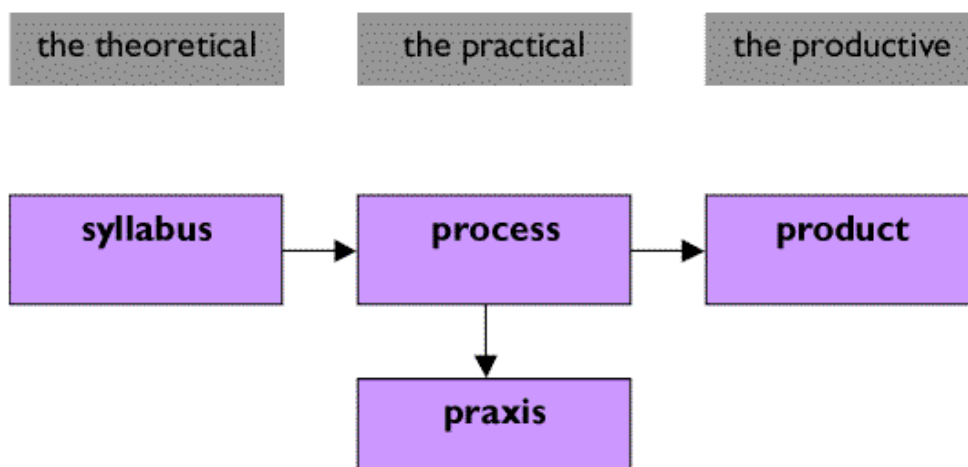 the theoretical
the practical
the productive
syllabus
process
product
praxis